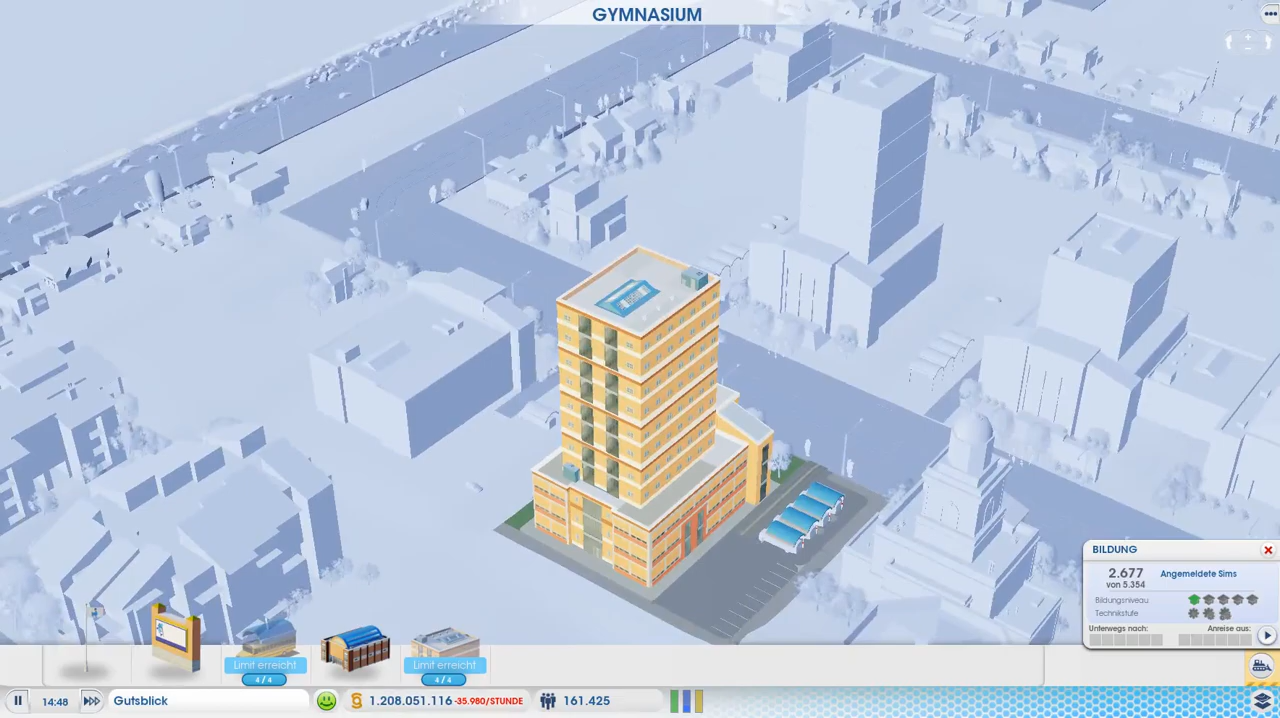 GYMNASIUM
BILDUNG
2.677
von 5.354
Angemeldete Sims
Bildungsniveau
Technikstufe
Unterwegs nach:
Anreise aus:
Limit erreicht
4 / 4
Limit erreicht
4 / 4
14:48
Gutsblick
1.208.051.116 -35.980/STUNDE
161.425